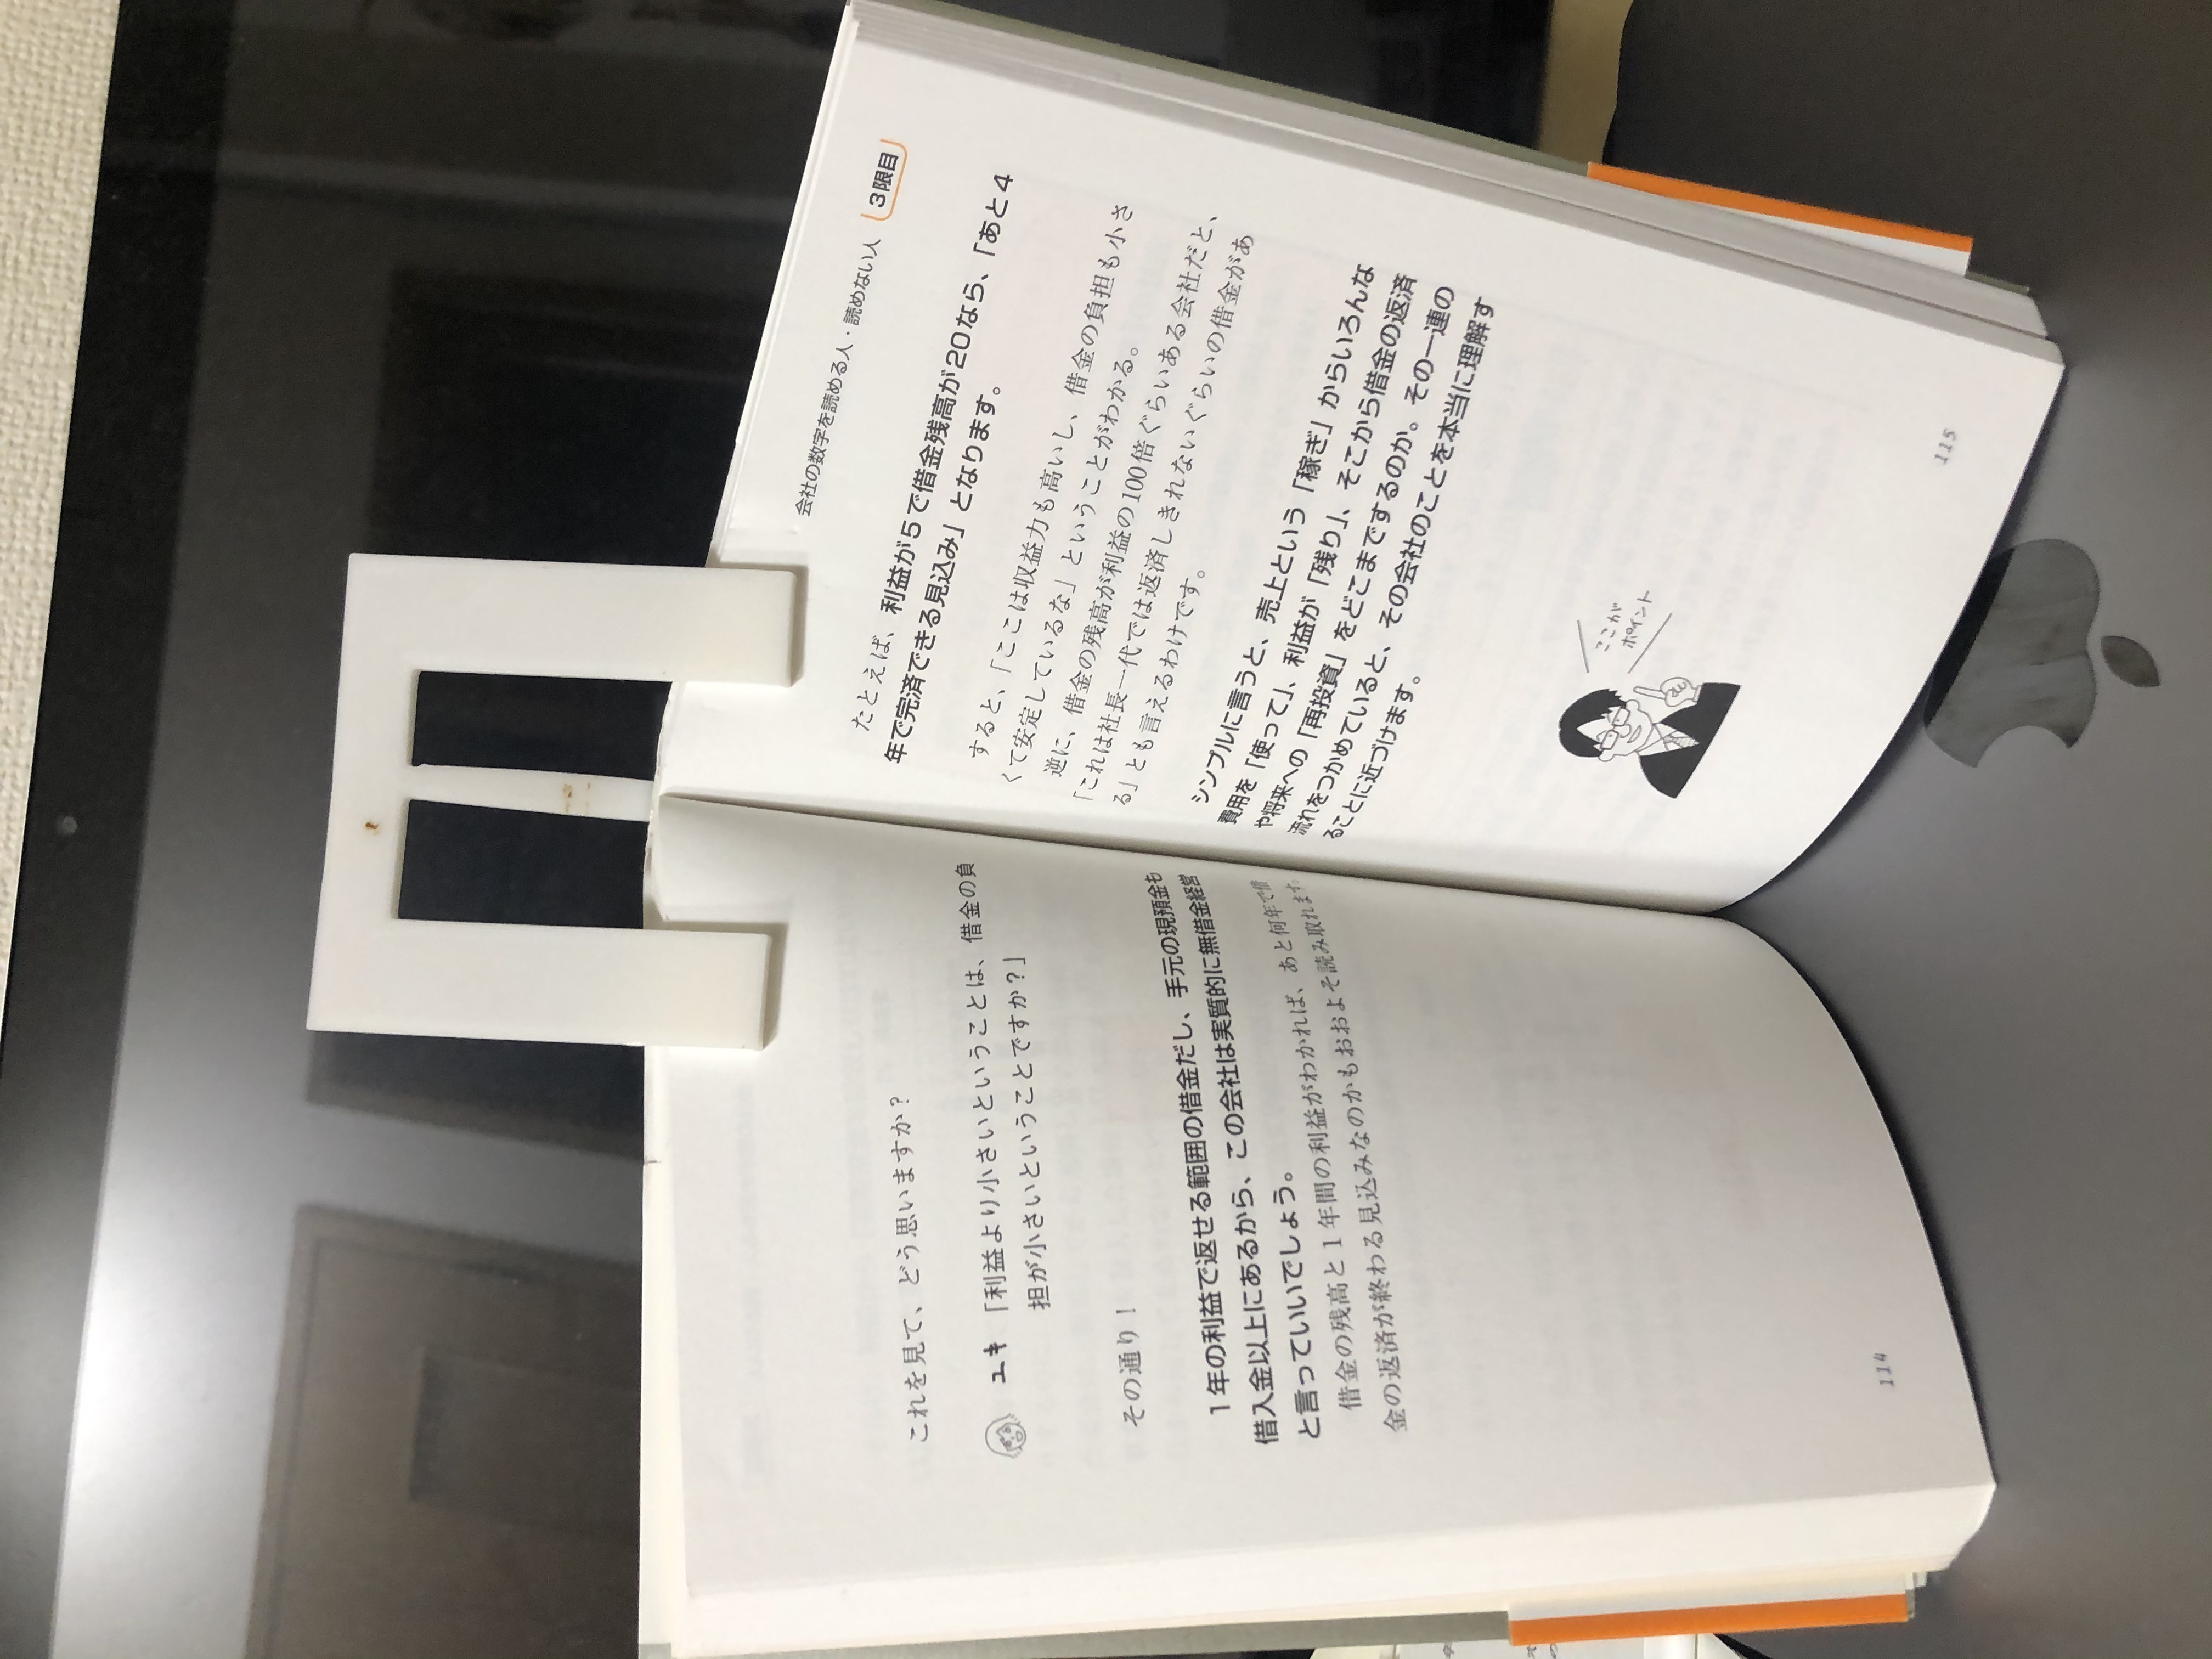 これを見て、どう思いますか?
ユキ 「利益より小さいということは、借金の負
担が小さいということですか?」
その通り!
1年の利益で返せる範囲の借金だし、手元の現預金も
借入金以上にあるから、この会社は実質的に無借金経営
と言っていいでしょう。
借金の残高と1年間の利益がわかれば、あと何年で借
金の返済が終わる見込みなのかもおおよそ読み取れます。
114
会社の数字を読める人・読めない人 3限目
たとえば、利益が5で借金残高が20なら、「あと4
年で完済できる見込み」となります。
すると、「ここは収益力も高いし、借金の負担も小さ
くて安定しているな」ということがわかる。
逆に、借金の残高が利益の100倍ぐらいある会社だと、
「これは社長一代では返済しきれないぐらいの借金があ
る」とも言えるわけです。
シンプルに言うと、売上という「稼ぎ」からいろんな
費用を「使って」、利益が「残り」、そこから借金の返済
や将来への「再投資」をどこまでするのか。その一連の
流れをつかめていると、その会社のことを本当に理解す
ることに近づけます。
ここが
ポイント
115